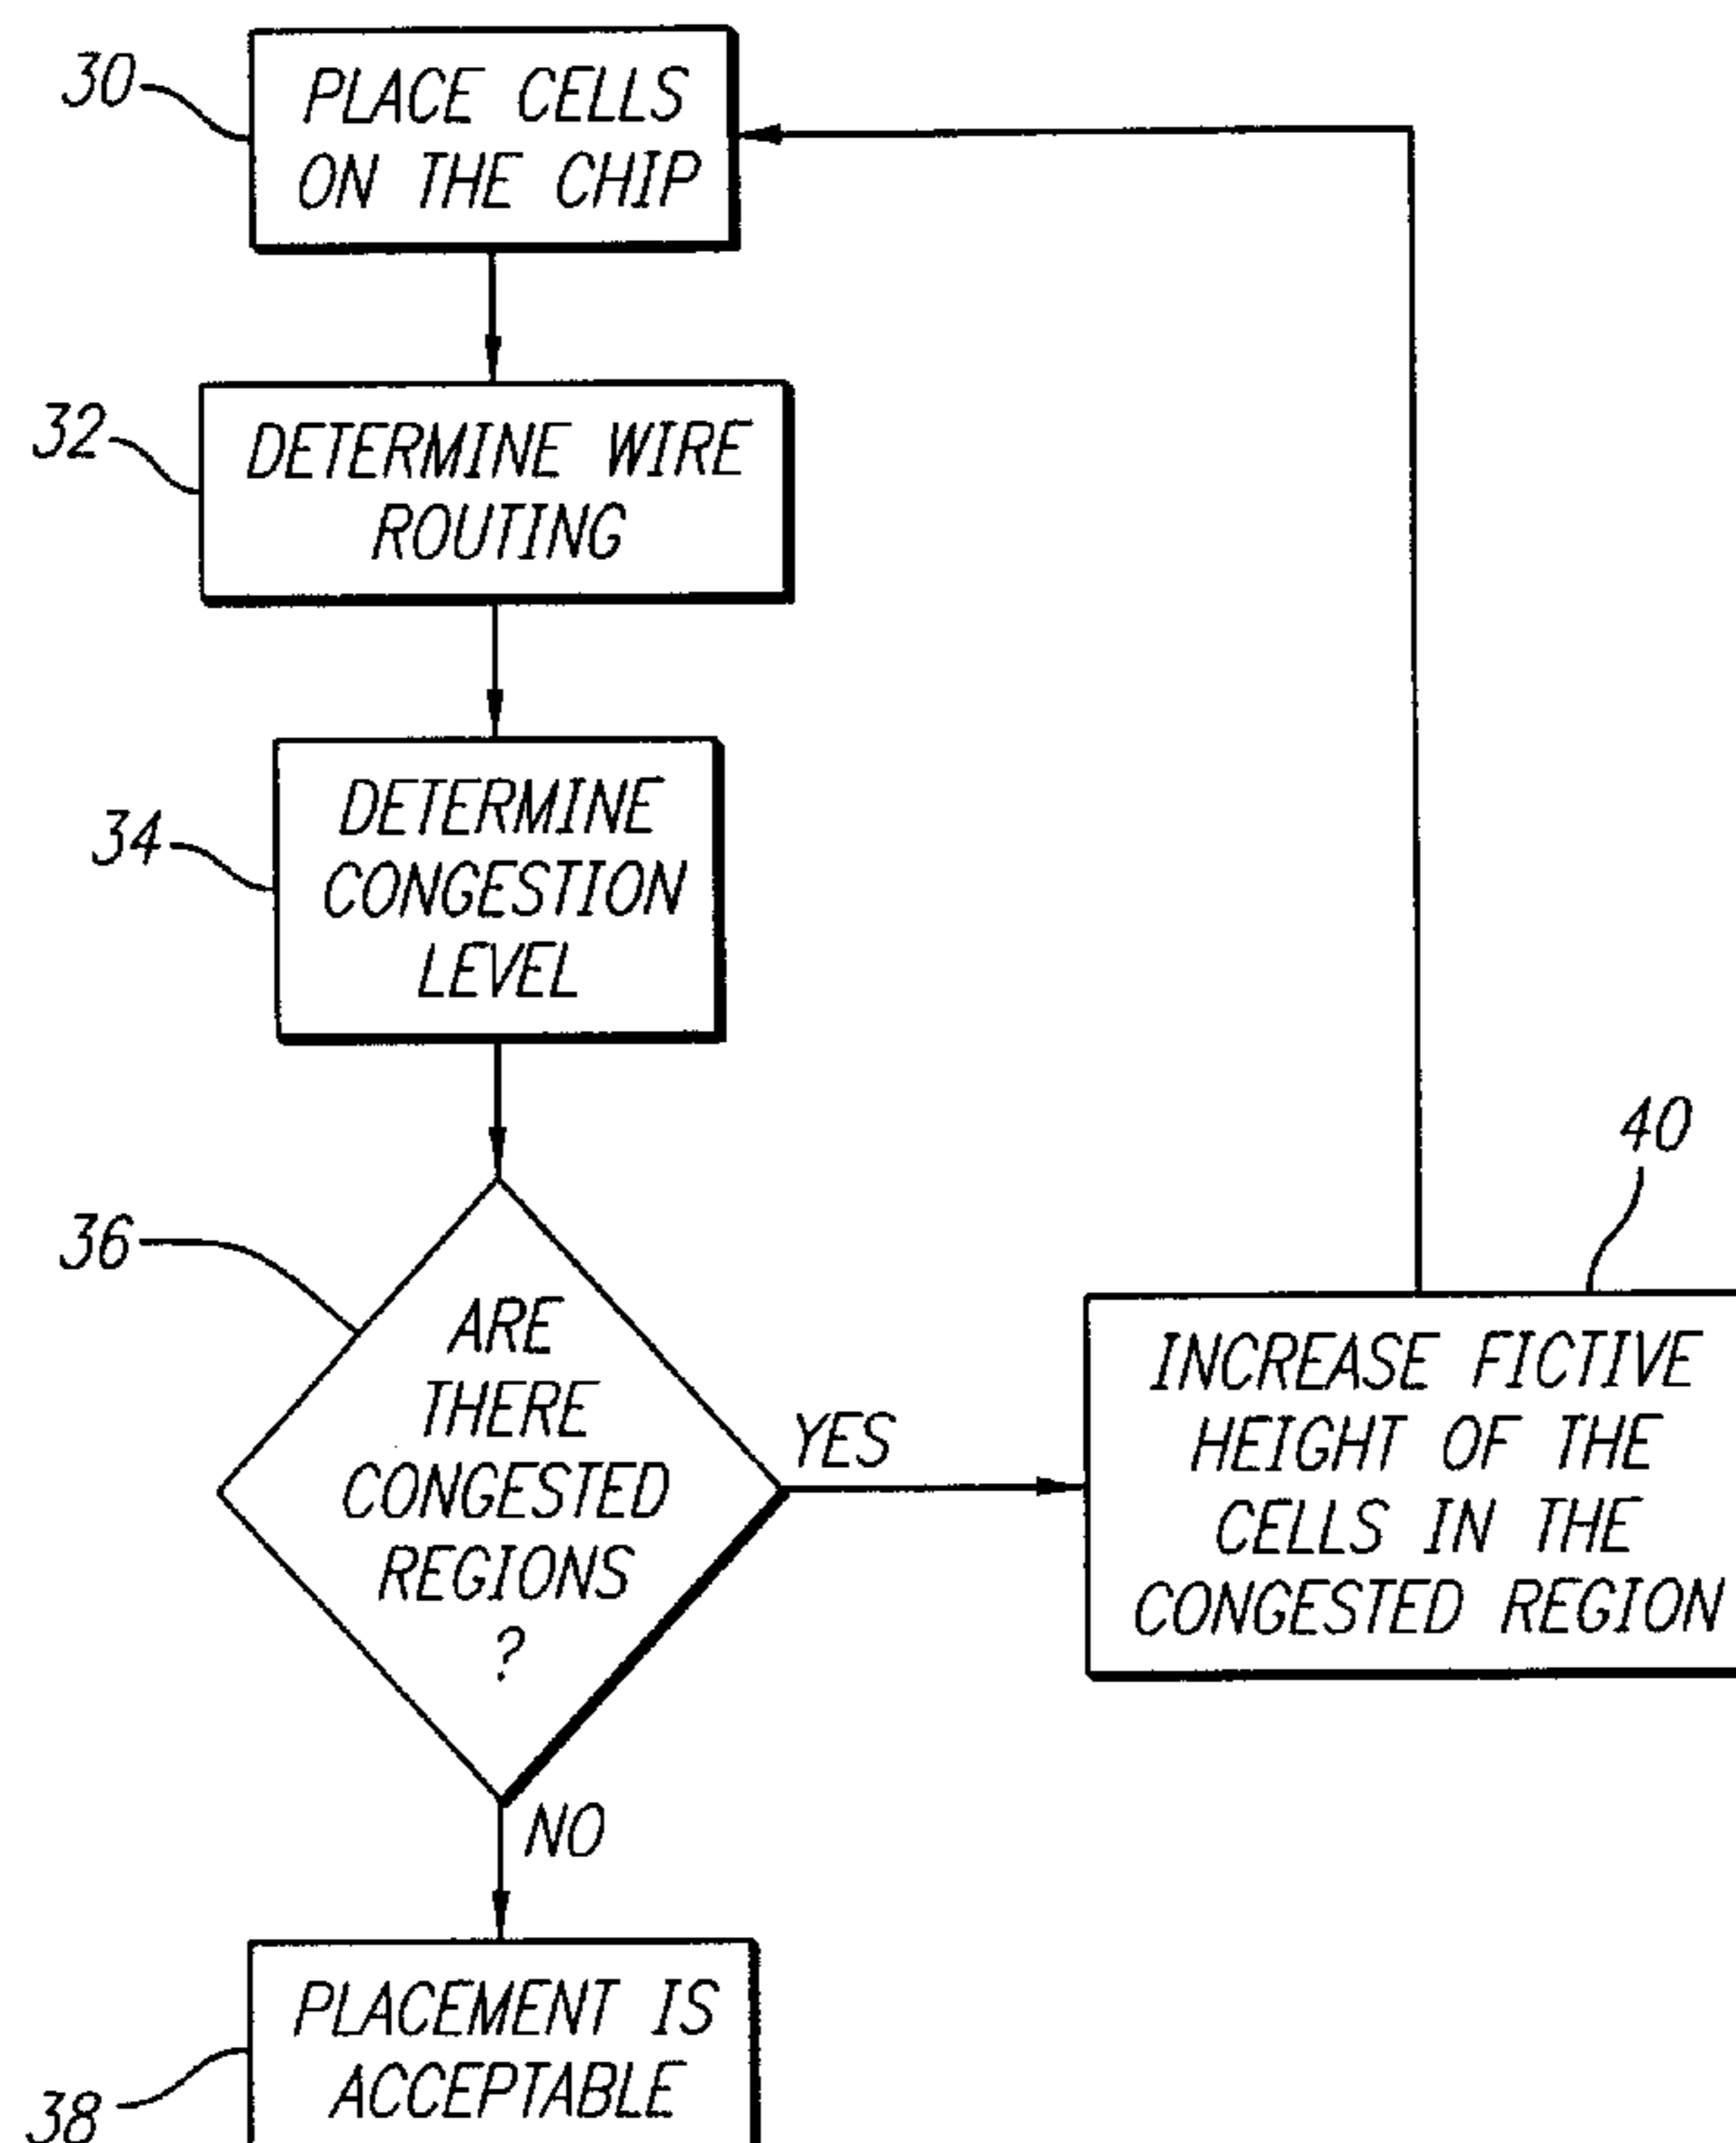 30
PLACE CELLS
ON THE CHIP
32
DETERMINE WIRE
ROUTING
34
DETERMINE
CONGESTION
LEVEL
36
ARE
THERE
CONGESTED
REGIONS
?
YES
40
INCREASE FICTIVE
HEIGHT OF THE
CELLS IN THE
CONGESTED REGION
NO
38
PLACEMENT IS
ACCEPTABLE